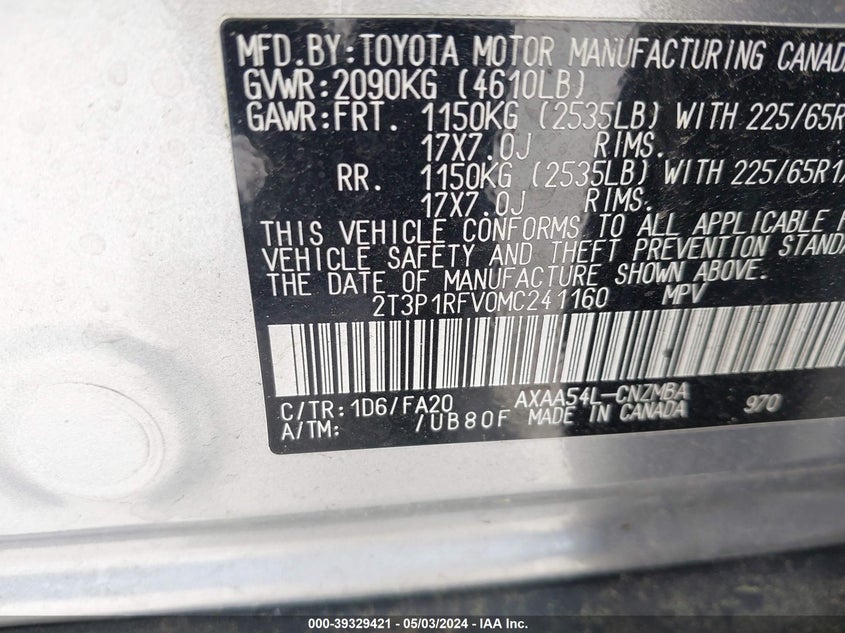 MFD.BY:TOYOTA MOTOR MANUFACTURING CANADA
GVWR:2090KG (4610LB)
GAWR:FRT. 1150KG (2535LB) WITH 225/65R
17X7.0J RIMS.
RR. 1150KG (2535LB) WITH 225/65R1
17X7.0J RIMS.
THIS VEHICLE CONFORMS TO ALL APPLICABLE
VEHICLE SAFETY AND THEFT PREVENTION STANDA
THE DATE OF MANUFACTURE SHOWN ABOVE.
2T3P1RFV0MC241160 MPV
C/TR:1D6/FA20 AXAA54L-CNZMBA 970
A/TM: /UB80F MADE IN CANADA
000-39329421 - 05/03/2024 - IAA Inc.